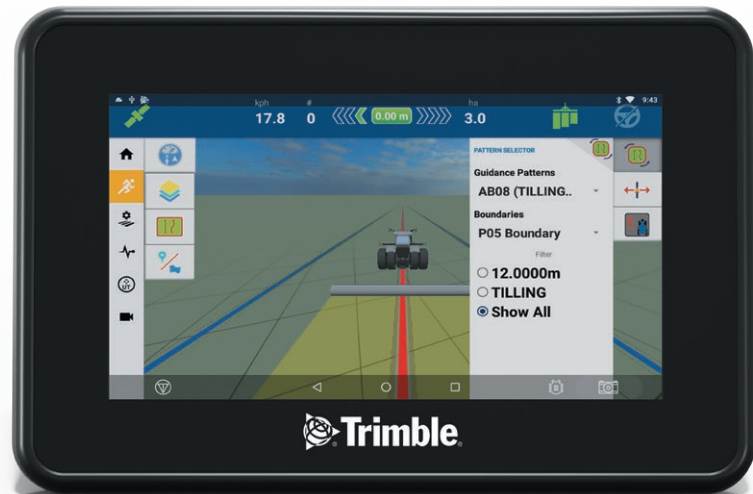 9:43
kph
#
ha
17.8
0
0.00 m
3.0
PATTERN SELECTOR
Guidance Patterns
AB08 (TILLING..
Boundaries
P05 Boundary
Filter
12.0000m
TILLING
Show All
Trimble